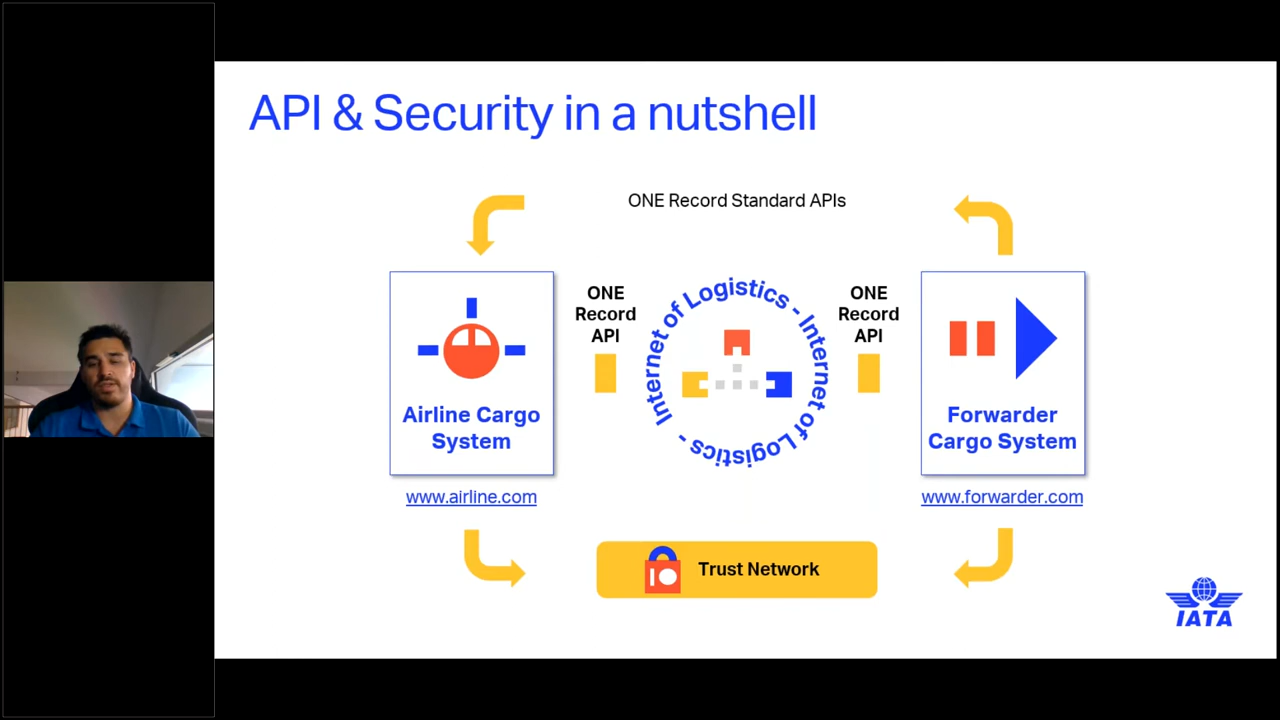 API & Security in a nutshell
ONE Record Standard APIs
ONE
Record
API
Internet of Logistics - Internet of Logistics -
ONE
Record
API
Airline Cargo
System
Forwarder
Cargo System
www.airline.com
www.forwarder.com
Trust Network
IATA